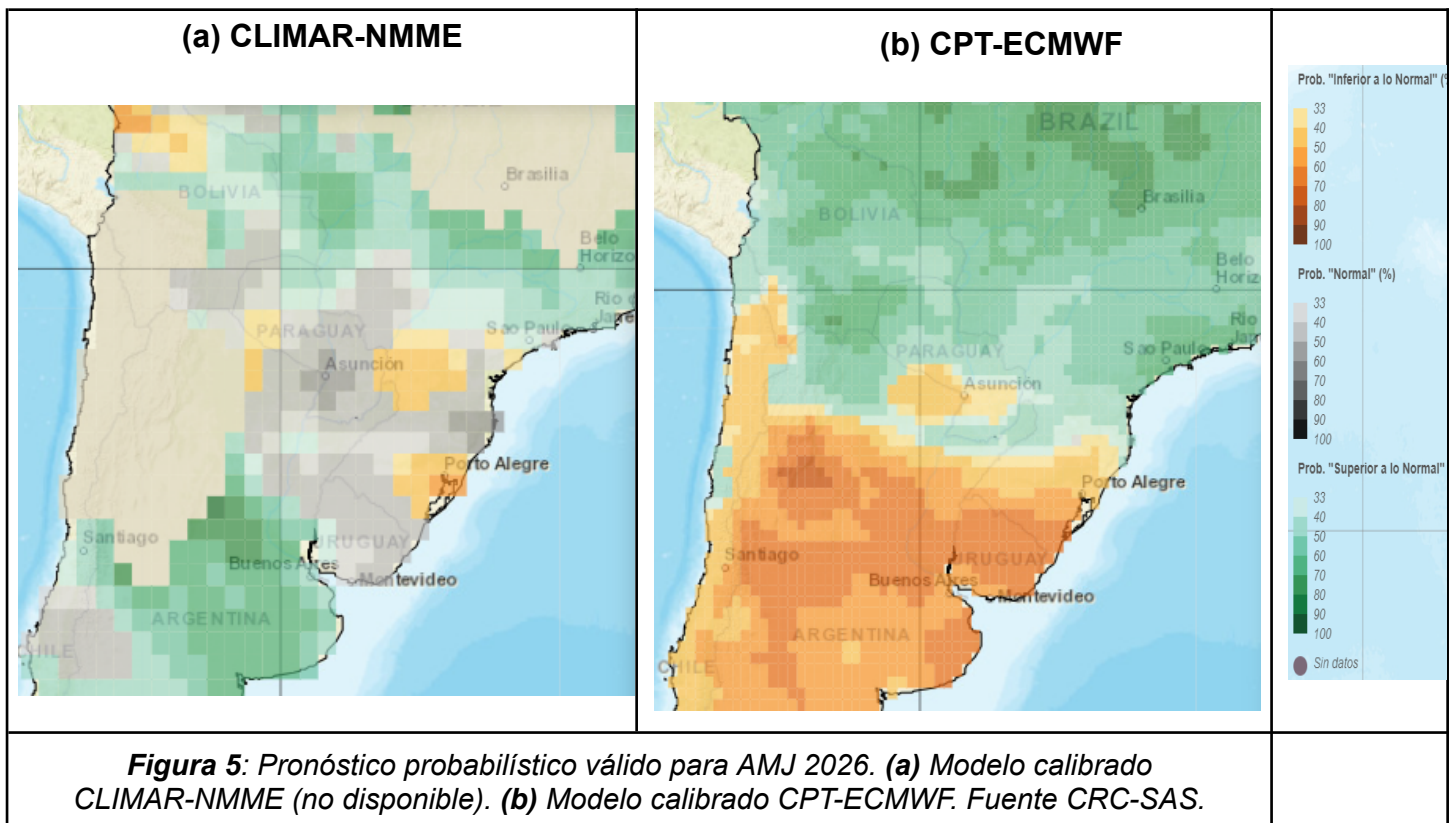 (a) CLIMAR-NMME
BOLIVIA
Brasilia
Belo
Horizo
Rio
PARAGUAY
Sao Paulo
Asunción
Porto Alegre
Santiago
URUGUAY
Buenos Aires
Montevideo
ARGENTINA
CHILE
(b) CPT-ECMWF
BRAZIL
Brasilia
BOLIVIA
Belo
Horiz
Rio
PARAGUAY
Sao Paulo
Asunción
Porto Alegre
Santiago
URUGUAY
Buenos Aires
Montevideo
ARGENTINA
CHILE
Prob. "Inferior a lo Normal" (%
33
40
50
60
70
80
90
100
Prob. "Normal" (%)
33
40
50
60
70
80
90
100
Prob. "Superior a lo Normal"
33
40
50
60
70
80
90
100
Sin datos
Figura 5: Pronóstico probabilístico válido para AMJ 2026. (a) Modelo calibrado
CLIMAR-NMME (no disponible). (b) Modelo calibrado CPT-ECMWF. Fuente CRC-SAS.